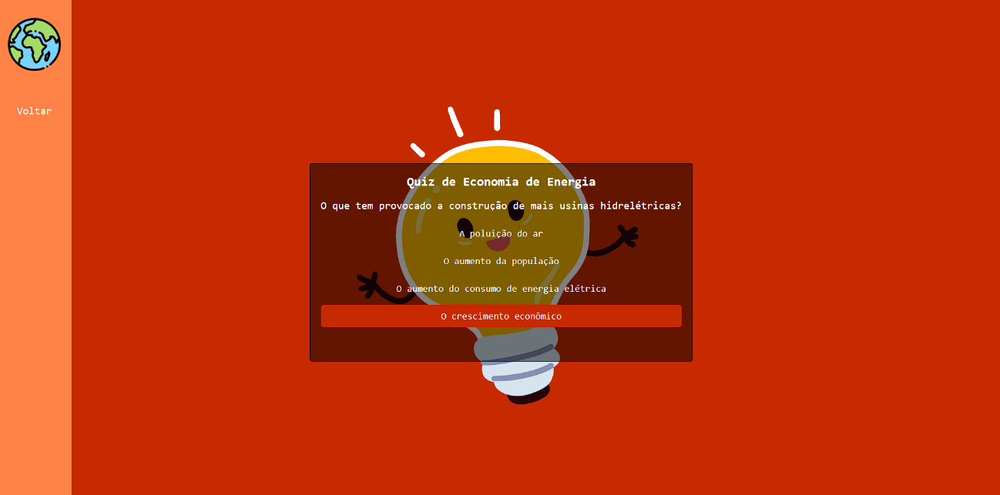 Voltar
Quiz de Economia de Energia
O que tem provocado a construção de mais usinas hidrelétricas?
A poluição do ar
O aumento da população
O aumento do consumo de energia elétrica
O crescimento econômico